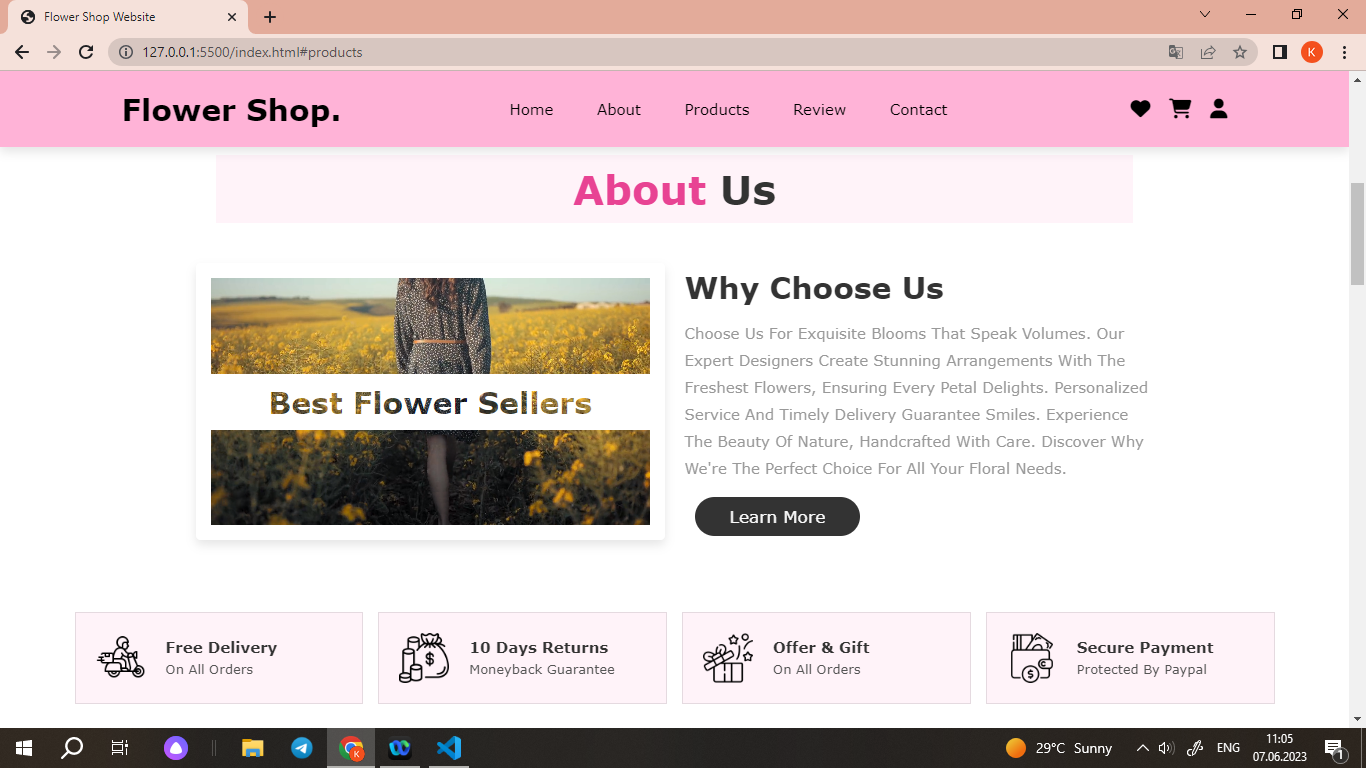 Flower Shop Website
127.0.0.1:5500/index.html#products
K
Flower Shop.
Home About Products Review Contact
About Us
Best Flower Sellers
Why Choose Us
Choose Us For Exquisite Blooms That Speak Volumes. Our
Expert Designers Create Stunning Arrangements With The
Freshest Flowers, Ensuring Every Petal Delights. Personalized
Service And Timely Delivery Guarantee Smiles. Experience
The Beauty Of Nature, Handcrafted With Care. Discover Why
We're The Perfect Choice For All Your Floral Needs.
Learn More
Free Delivery
On All Orders
10 Days Returns
Moneyback Guarantee
Offer & Gift
On All Orders
Secure Payment
Protected By Paypal
K
29°C Sunny
ENG
11:05
07.06.2023
1